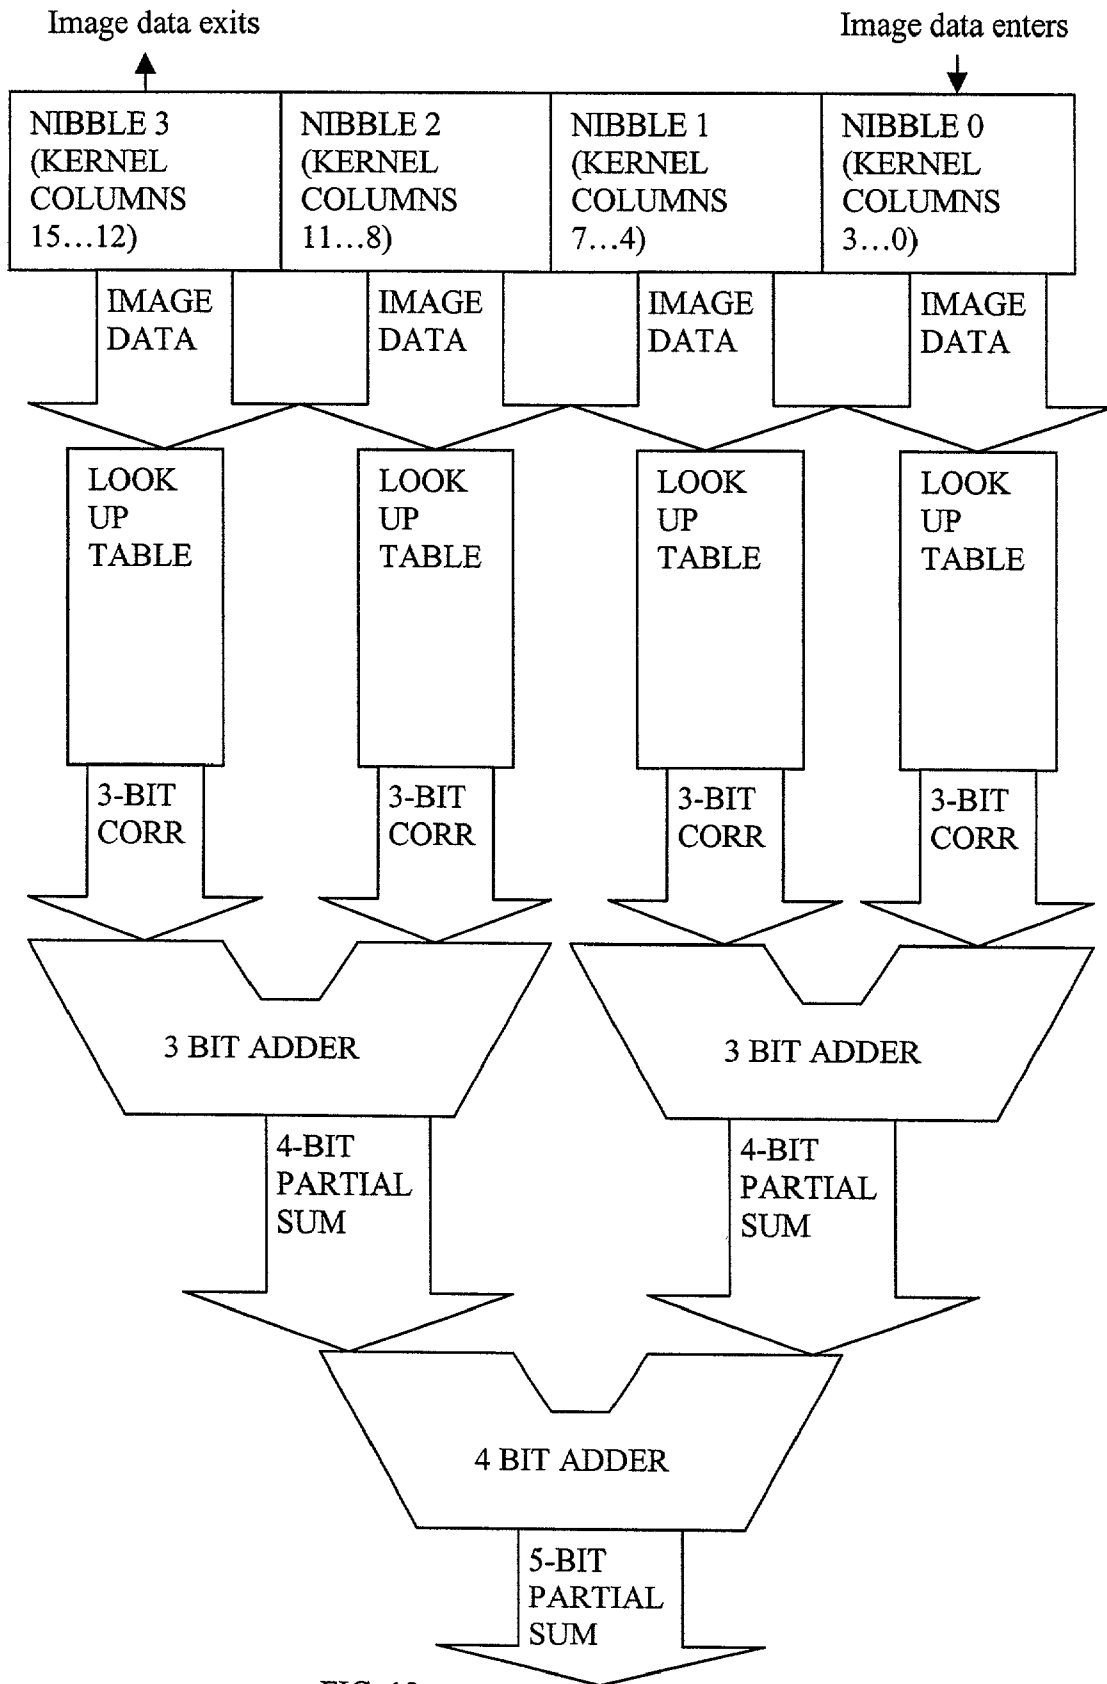 Image data exits
Image data enters
NIBBLE 3
(KERNEL
COLUMNS
15…12)
NIBBLE 2
(KERNEL
COLUMNS
11…8)
NIBBLE 1
(KERNEL
COLUMNS
7…4)
NIBBLE 0
(KERNEL
COLUMNS
3…0)
IMAGE
DATA
IMAGE
DATA
IMAGE
DATA
IMAGE
DATA
LOOK
UP
TABLE
LOOK
UP
TABLE
LOOK
UP
TABLE
LOOK
UP
TABLE
3-BIT
CORR
3-BIT
CORR
3-BIT
CORR
3-BIT
CORR
3 BIT ADDER
3 BIT ADDER
4-BIT
PARTIAL
SUM
4-BIT
PARTIAL
SUM
4 BIT ADDER
5-BIT
PARTIAL
SUM